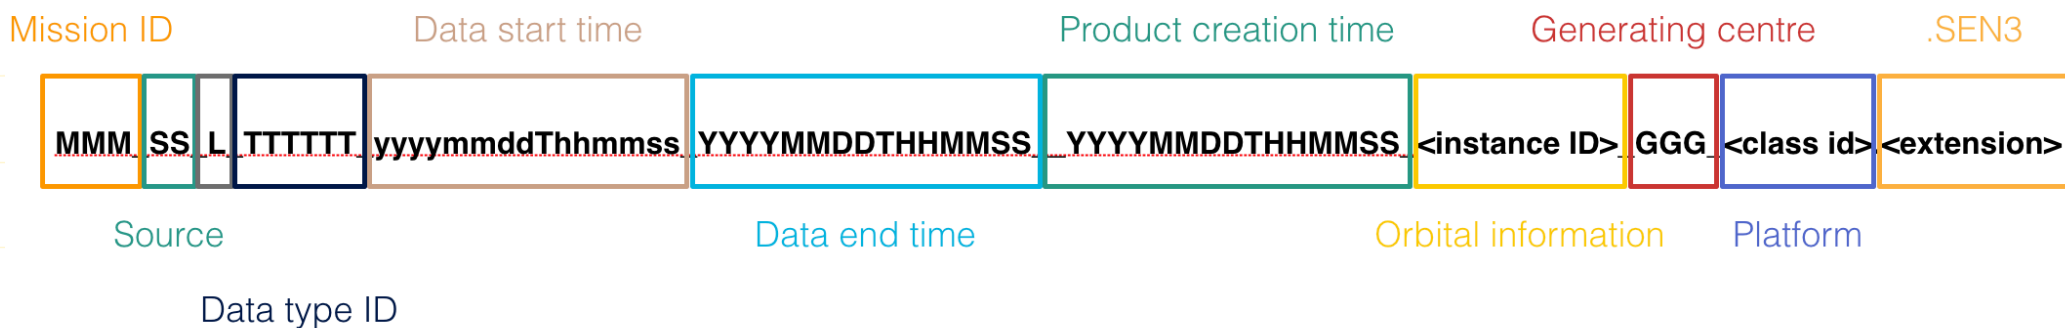 Mission ID Data start time Product creation time Generating centre .SEN3
MMM_SS_L_TTTTTT_yyyymmddThhmmss_YYYYMMDDTHHMMSS__YYYYMMDDTHHMMSS_<instance ID>_GGG_<class id>.<extension>
Source Data end time Orbital information Platform
Data type ID